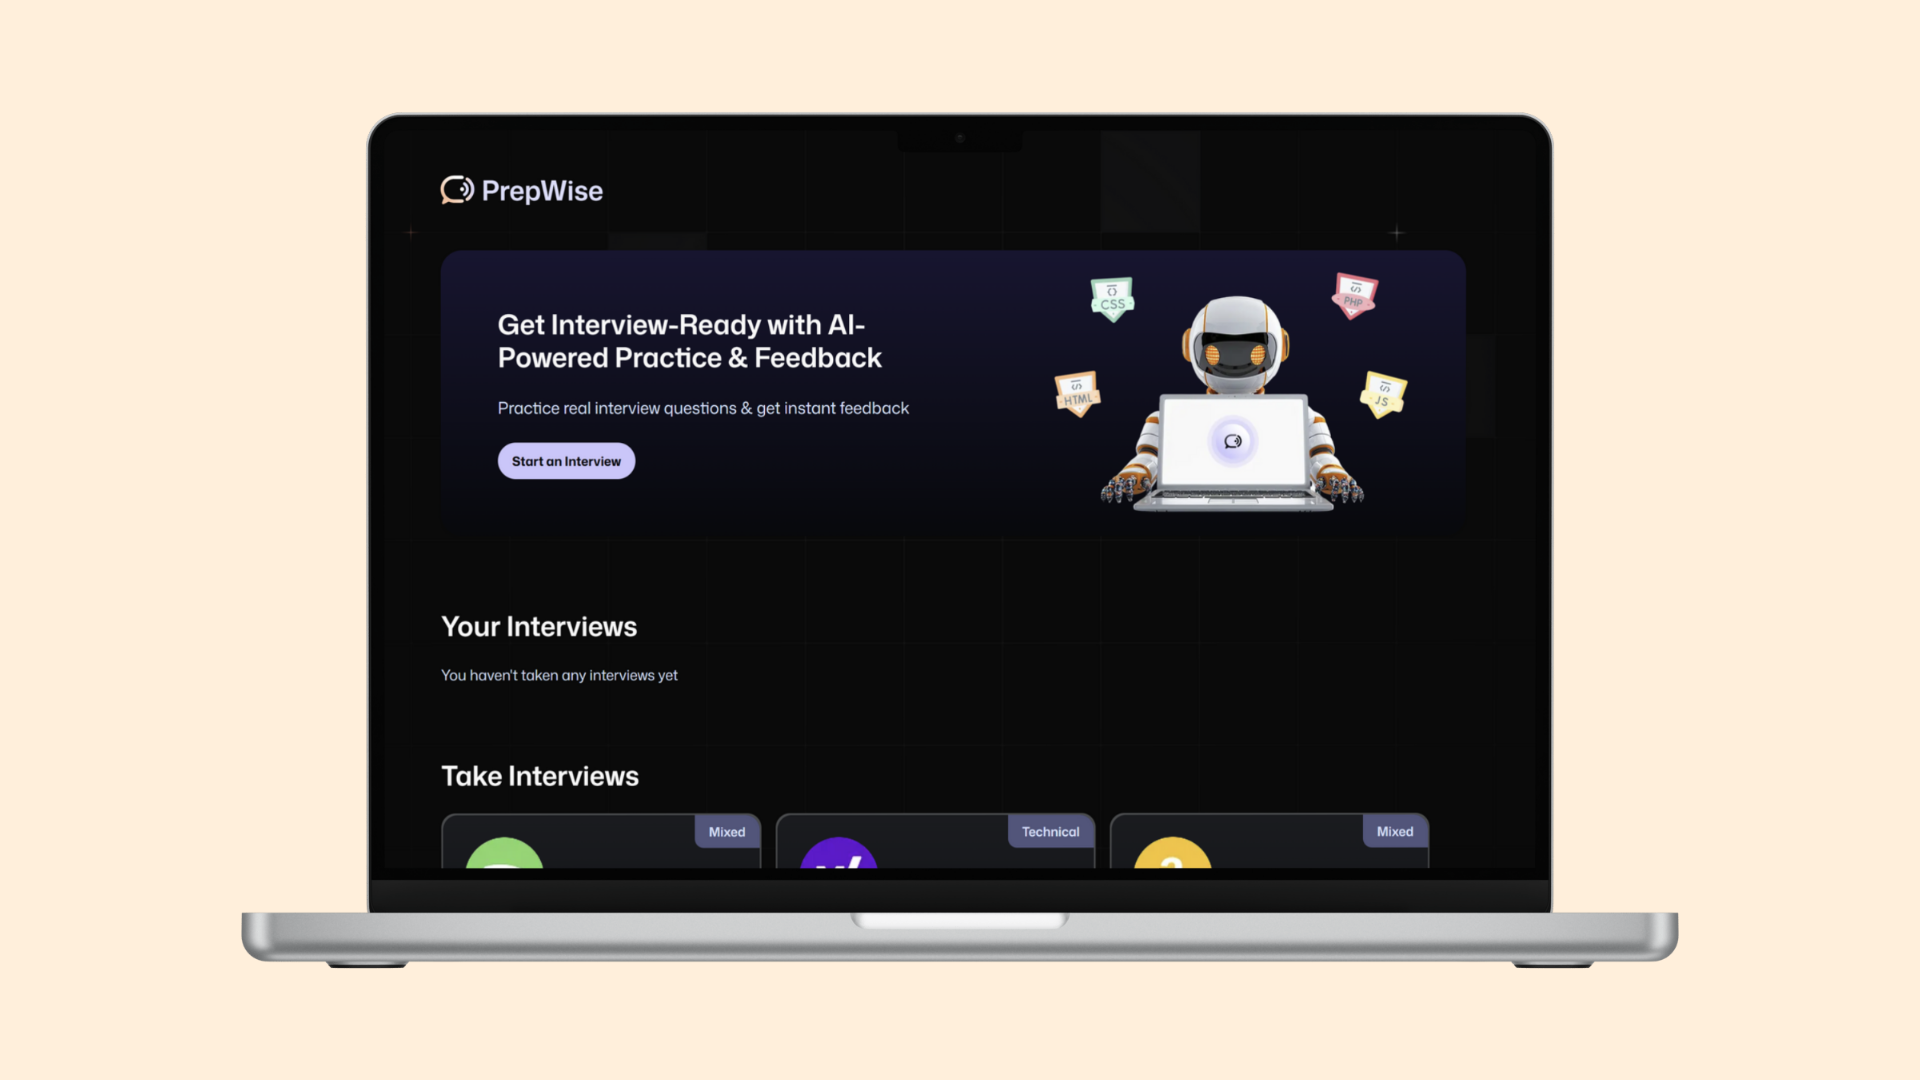 PrepWise
Get Interview-Ready with AI-
Powered Practice & Feedback
Practice real interview questions & get instant feedback
Start an Interview
CSS
PHP
HTML
JS
Your Interviews
You haven't taken any interviews yet
Take Interviews
Mixed
Technical
Mixed